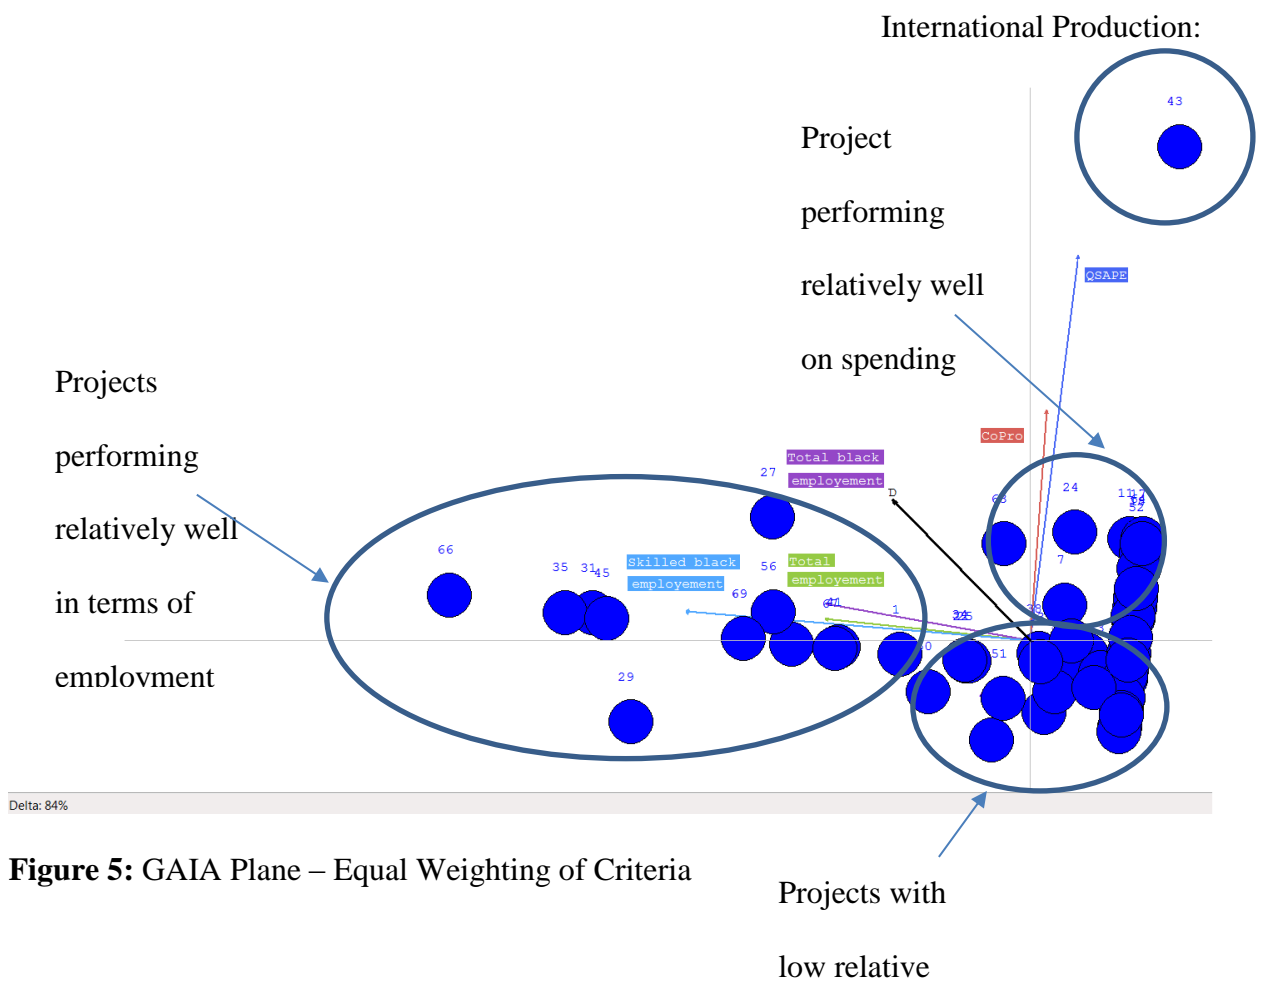 International Production:
43
Project
performing
relatively well
on spending
QSAPE
Projects
performing
relatively well
in terms of
employment
CoPro
Total black
employement
D
27
24
66
35
31
45
Skilled black
employement
56
Total
employement
69
1
7
51
29
52
Delta: 84%
Figure 5: GAIA Plane – Equal Weighting of Criteria
Projects with
low relative